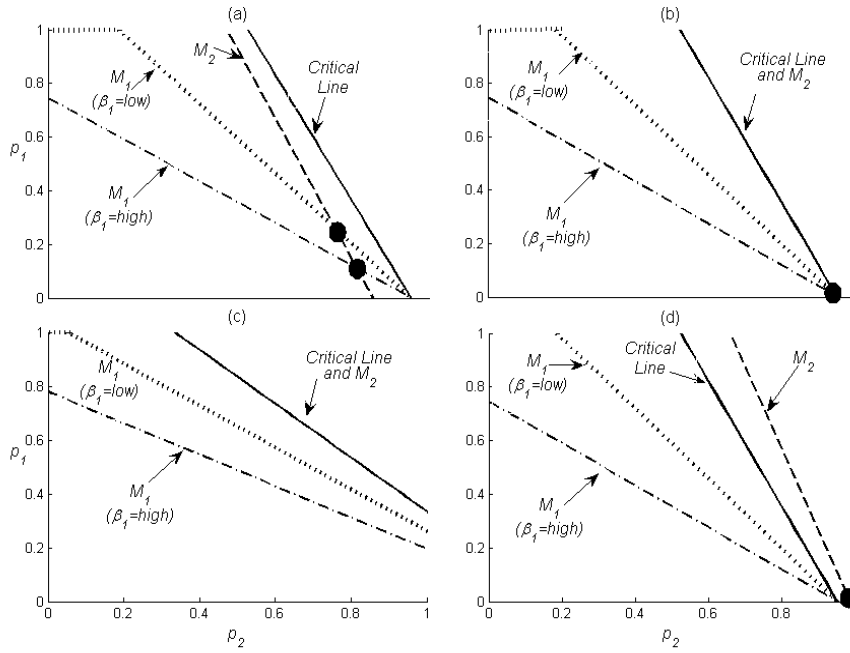 (a)
1
0.8
0.6
0.4
0.2
0
p1
M1
(β1=low)
M2
Critical
Line
M1
(β1=high)
(b)
1
0.8
0.6
0.4
0.2
0
M1
(β1=low)
Critical Line
and M2
M1
(β1=high)
(c)
1
0.8
0.6
0.4
0.2
0
p1
M1
(β1=low)
Critical Line
and M2
M1
(β1=high)
0 0.2 0.4 0.6 0.8 1
p2
(d)
1
0.8
0.6
0.4
0.2
0
M1
(β1=low)
Critical
Line
M2
M1
(β1=high)
0 0.2 0.4 0.6 0.8
p2